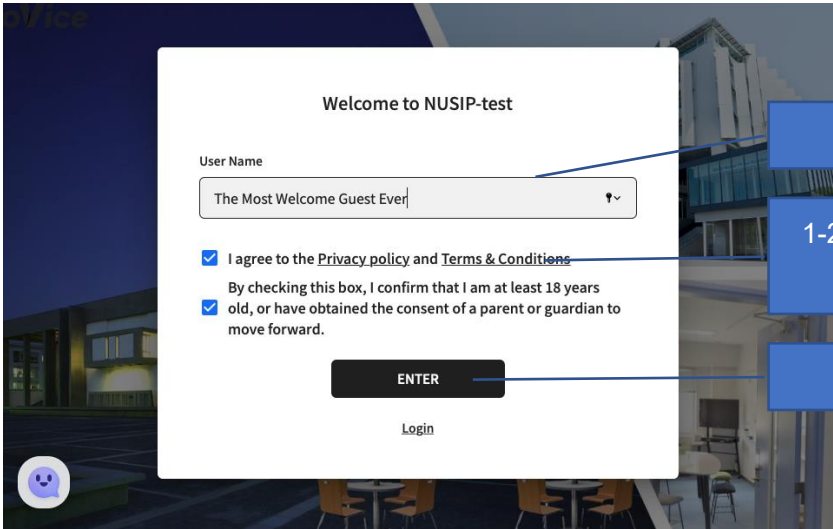 oVice
Welcome to NUSIP-test
User Name
The Most Welcome Guest Ever
I agree to the Privacy policy and Terms & Conditions
By checking this box, I confirm that I am at least 18 years
old, or have obtained the consent of a parent or guardian to
move forward.
ENTER
Login
1-2